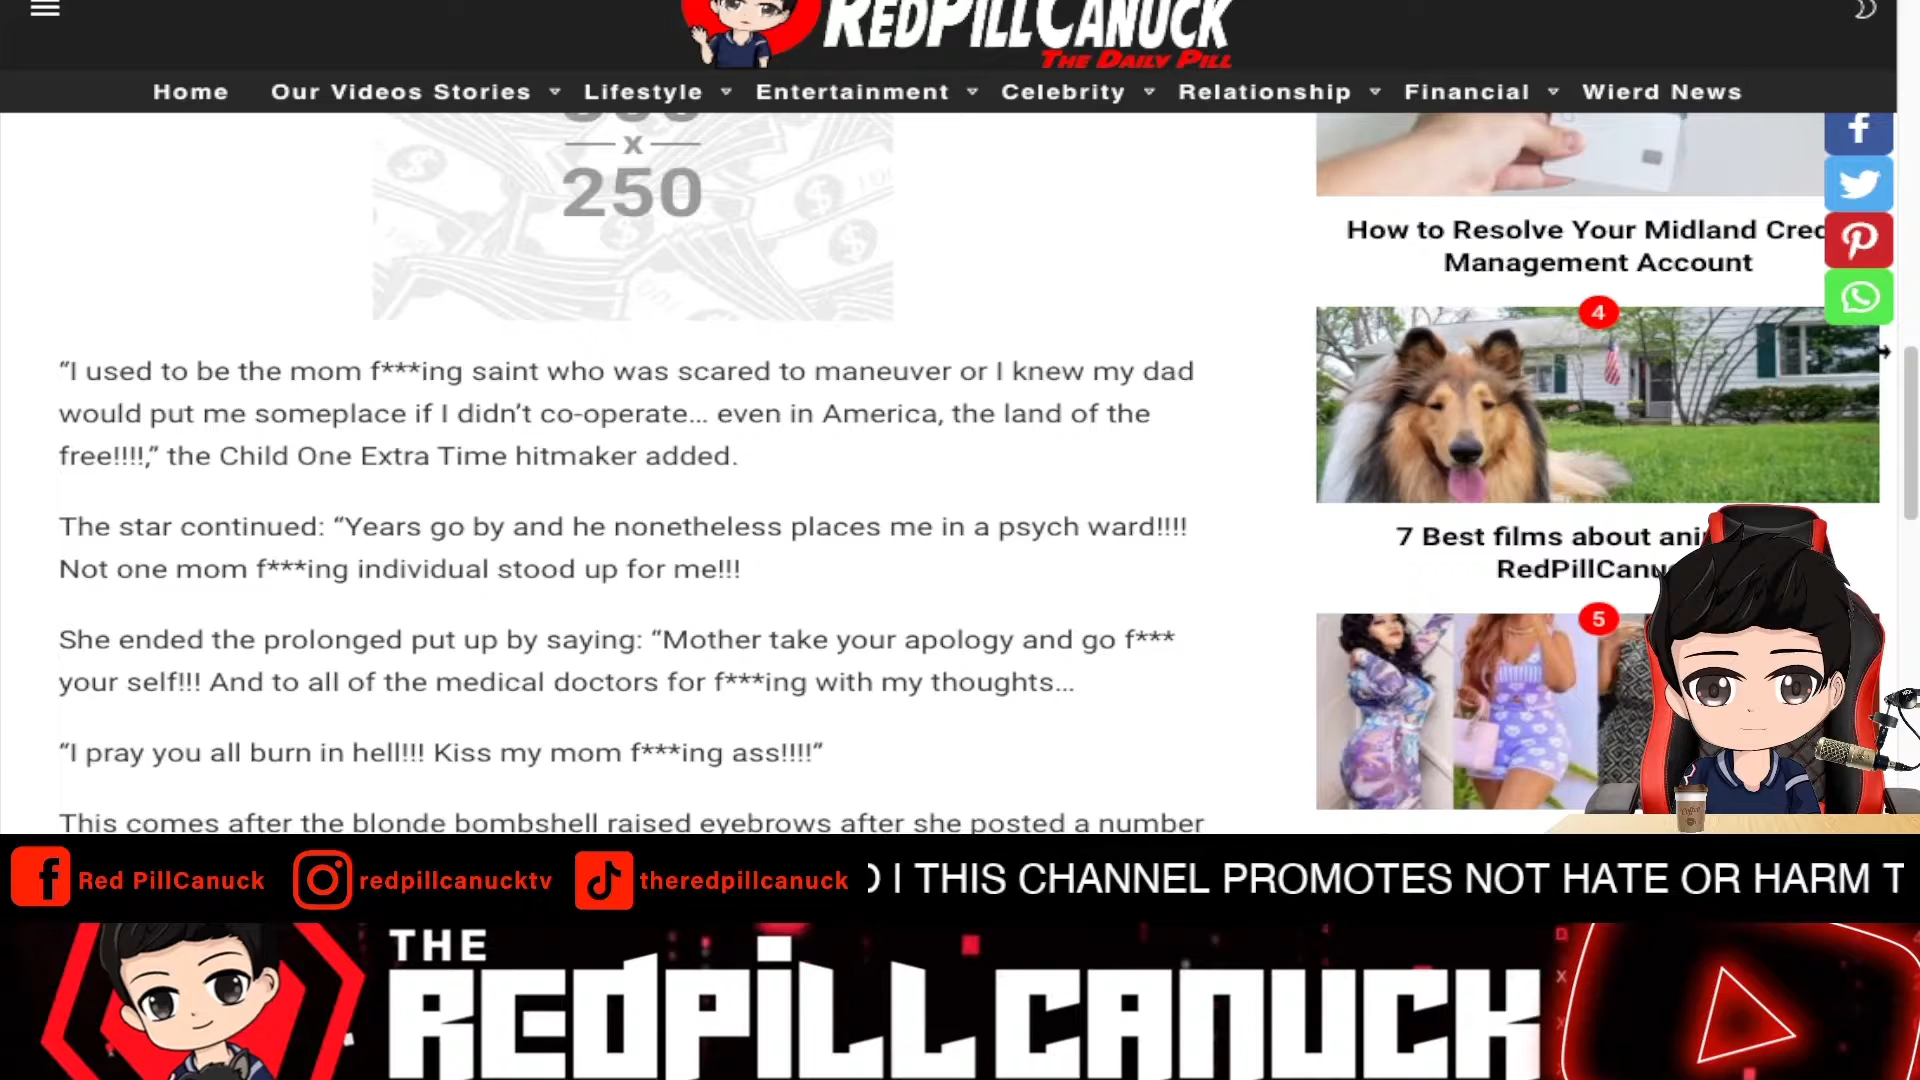 REDPILLCANUCK
THE DAILY PILL
Home Our Videos Stories Lifestyle Entertainment Celebrity Relationship Financial Wierd News
x
250
“I used to be the mom f***ing saint who was scared to maneuver or I knew my dad
would put me someplace if I didn’t co-operate... even in America, the land of the
free!!!!,” the Child One Extra Time hitmaker added.
The star continued: “Years go by and he nonetheless places me in a psych ward!!!!
Not one mom f***ing individual stood up for me!!!
She ended the prolonged put up by saying: “Mother take your apology and go f***
your self!!! And to all of the medical doctors for f***ing with my thoughts...
“I pray you all burn in hell!!! Kiss my mom f***ing ass!!!!”
This comes after the blonde bombshell raised eyebrows after she posted a number
How to Resolve Your Midland Cred
Management Account
4
7 Best films about ani
RedPillCanu
5
Red PillCanuck redpillcanucktv theredpillcanuck I THIS CHANNEL PROMOTES NOT HATE OR HARM T
THE
REDPILLCANUCK